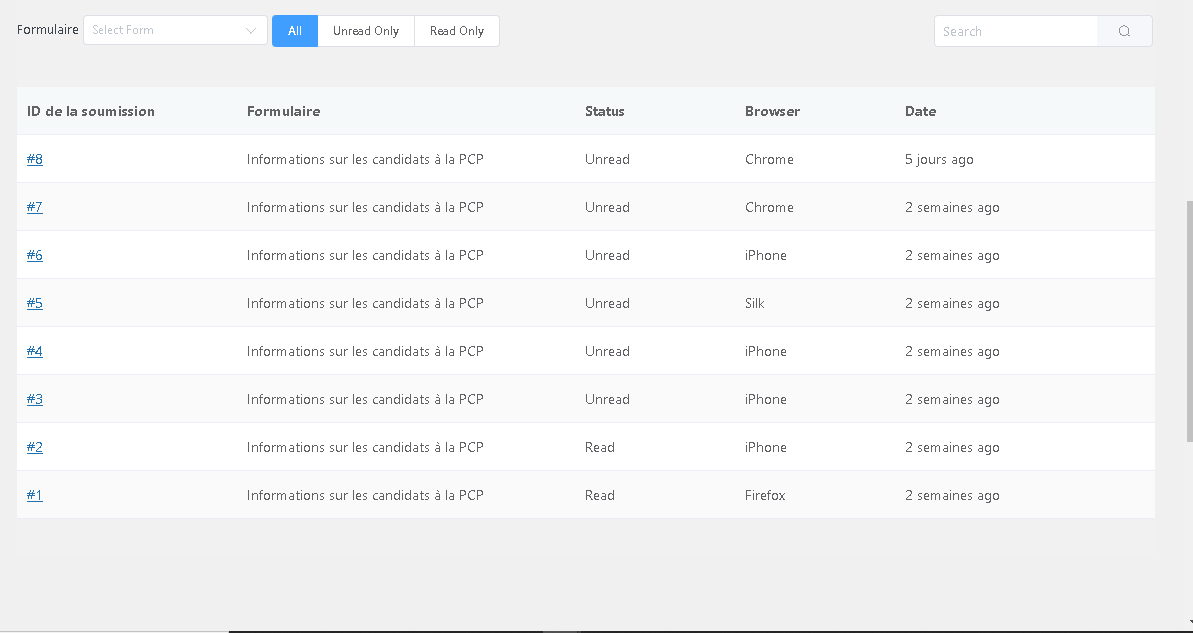 Formulaire Select Form All Unread Only Read Only Search
ID de la soumission Formulaire Status Browser Date
#8 Informations sur les candidats à la PCP Unread Chrome 5 jours ago
#7 Informations sur les candidats à la PCP Unread Chrome 2 semaines ago
#6 Informations sur les candidats à la PCP Unread iPhone 2 semaines ago
#5 Informations sur les candidats à la PCP Unread Silk 2 semaines ago
#4 Informations sur les candidats à la PCP Unread iPhone 2 semaines ago
#3 Informations sur les candidats à la PCP Unread iPhone 2 semaines ago
#2 Informations sur les candidats à la PCP Read iPhone 2 semaines ago
#1 Informations sur les candidats à la PCP Read Firefox 2 semaines ago